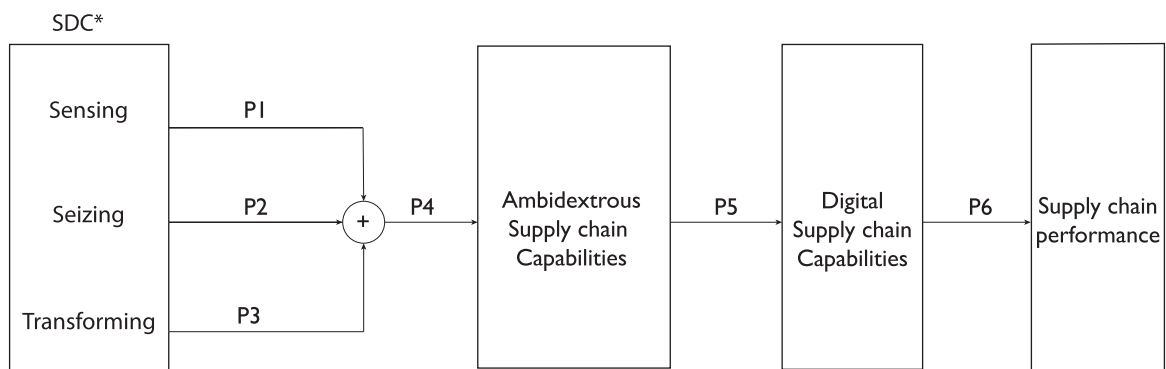 SDC*
Sensing
P1
Seizing
P2
Transforming
P3
+
P4
Ambidextrous
Supply chain
Capabilities
P5
Digital
Supply chain
Capabilities
P6
Supply chain
performance